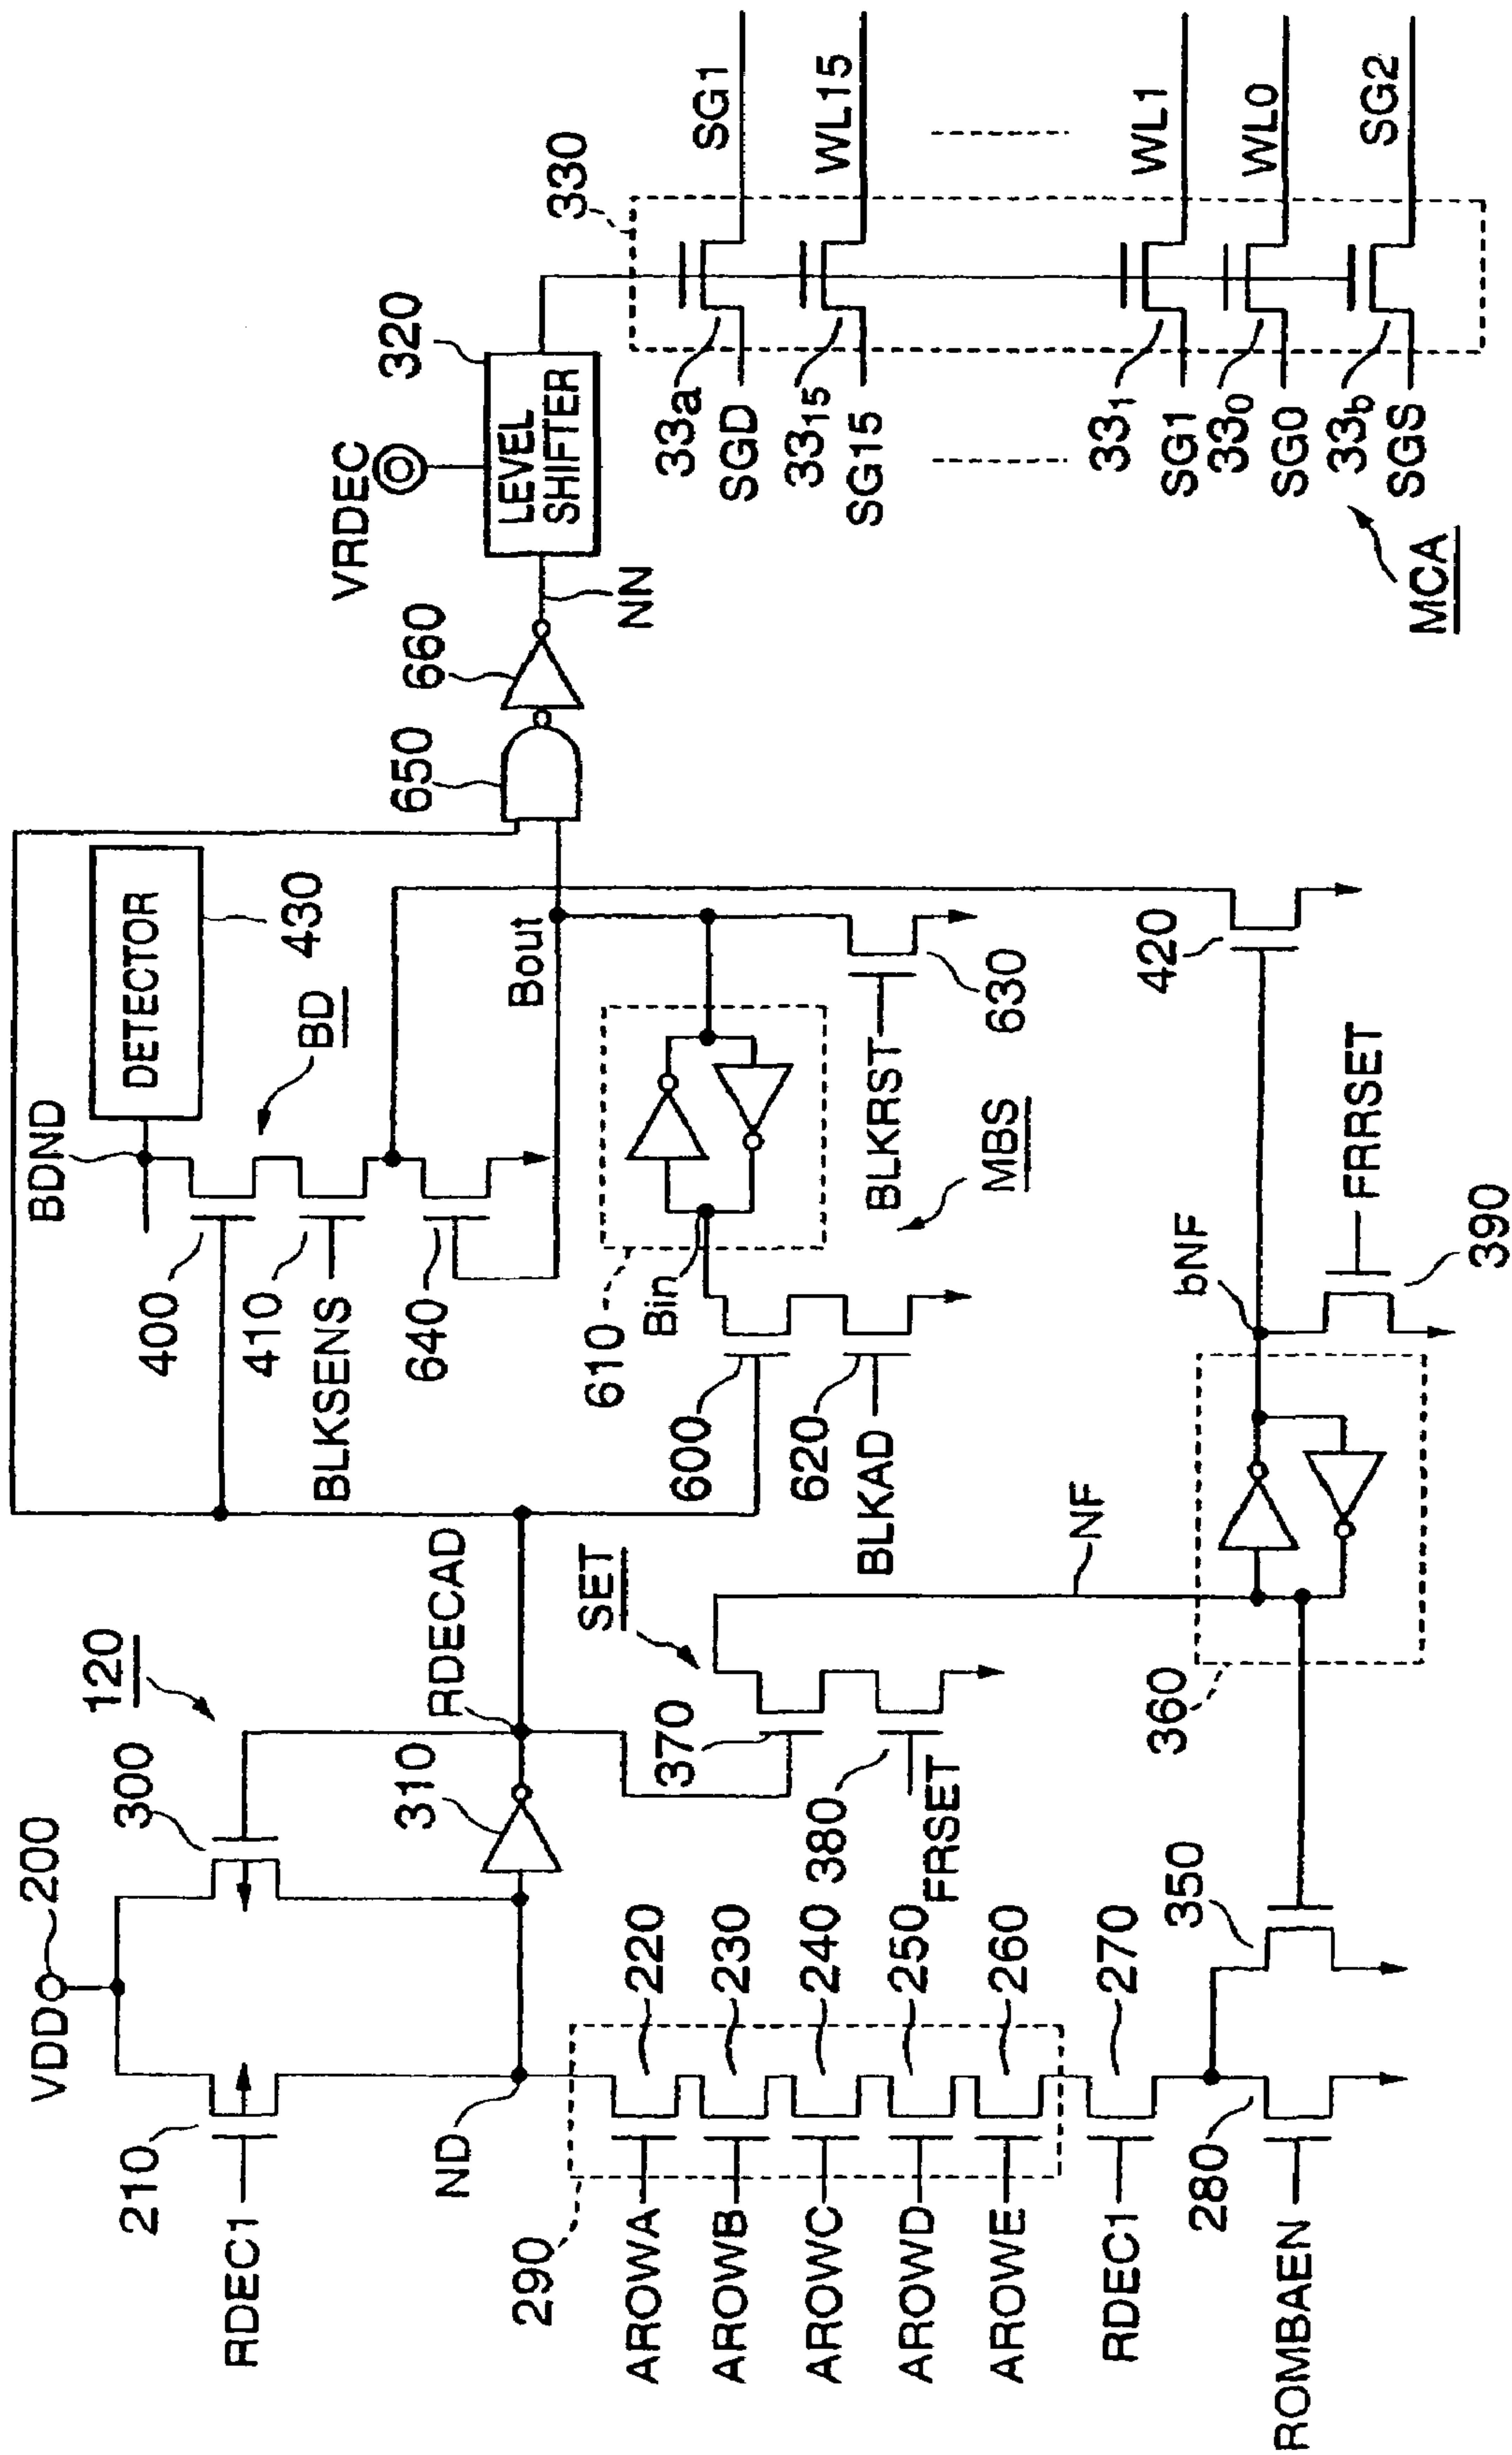 VDD
200
210
RDEC1
300
120
ND
310
RDECAD
290
AROWA
220
AROWB
230
AROWC
240
AROWD
250
AROWE
260
RDEC1
270
ROMBAEN
280
350
SET
370
380
FRSET
NF
360
bNF
FRRSET
390
420
BDND
DETECTOR
430
BD
400
410
BLKSENS
640
Bout
610
Bin
600
620
BLKAD
MBS
BLKRST
630
650
660
NN
VRDEC
LEVEL
SHIFTER
320
330
33a
SGD
SG1
3315
SG15
WL15
331
SG1
WL1
330
SG0
WL0
33b
SGS
SG2
MCA